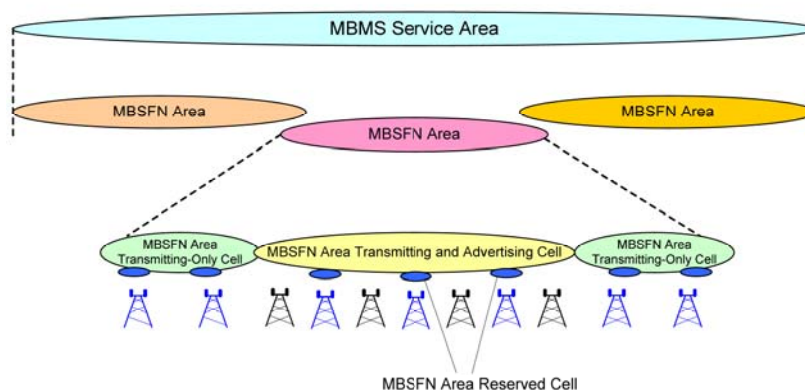 MBMS Service Area
MBSFN Area
MBSFN Area
MBSFN Area
MBSFN Area
Transmitting-Only Cell
MBSFN Area Transmitting and Advertising Cell
MBSFN Area
Transmitting-Only Cell
MBSFN Area Reserved Cell